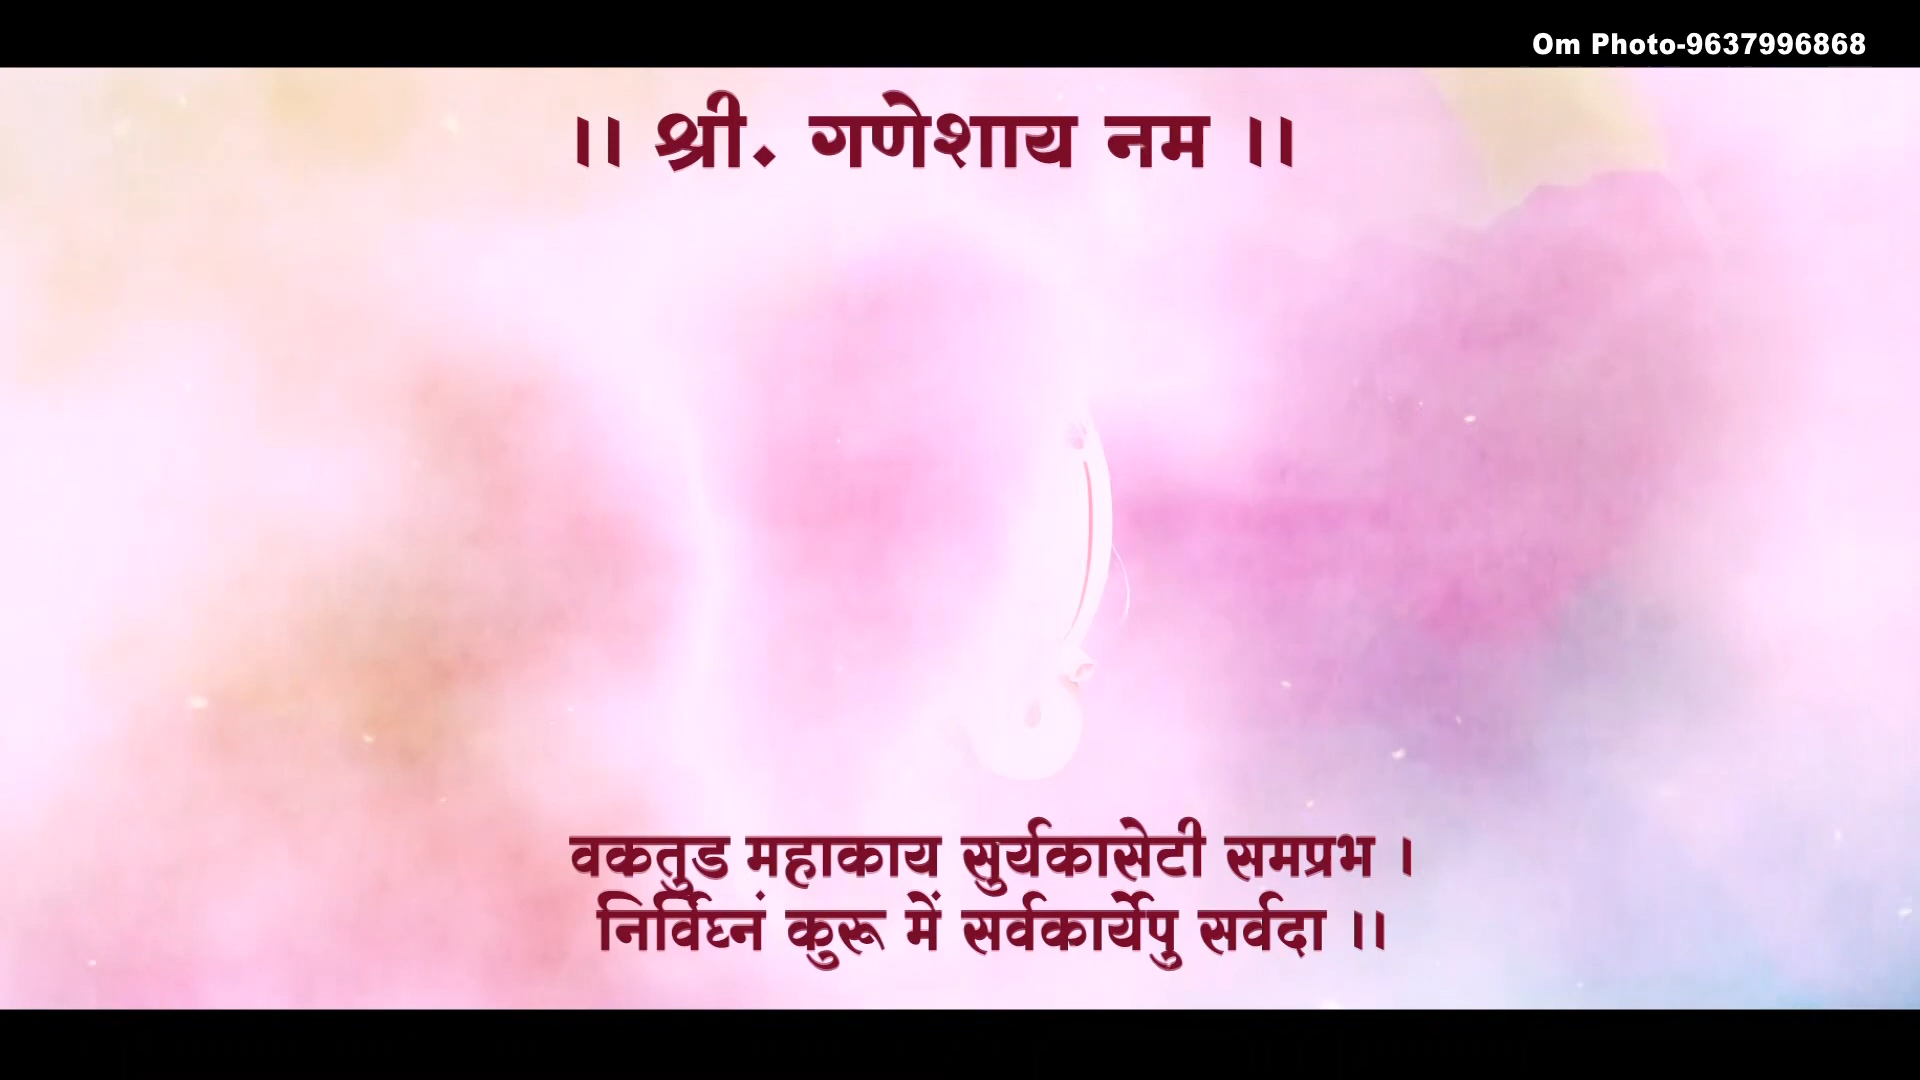 Om Photo-9637996868
।। श्री. गणेशाय नम ।।
वकतुड महाकाय सुर्यकासेटी समप्रभ ।
निर्विघ्नं कुरू में सर्वकार्येपु सर्वदा ।।